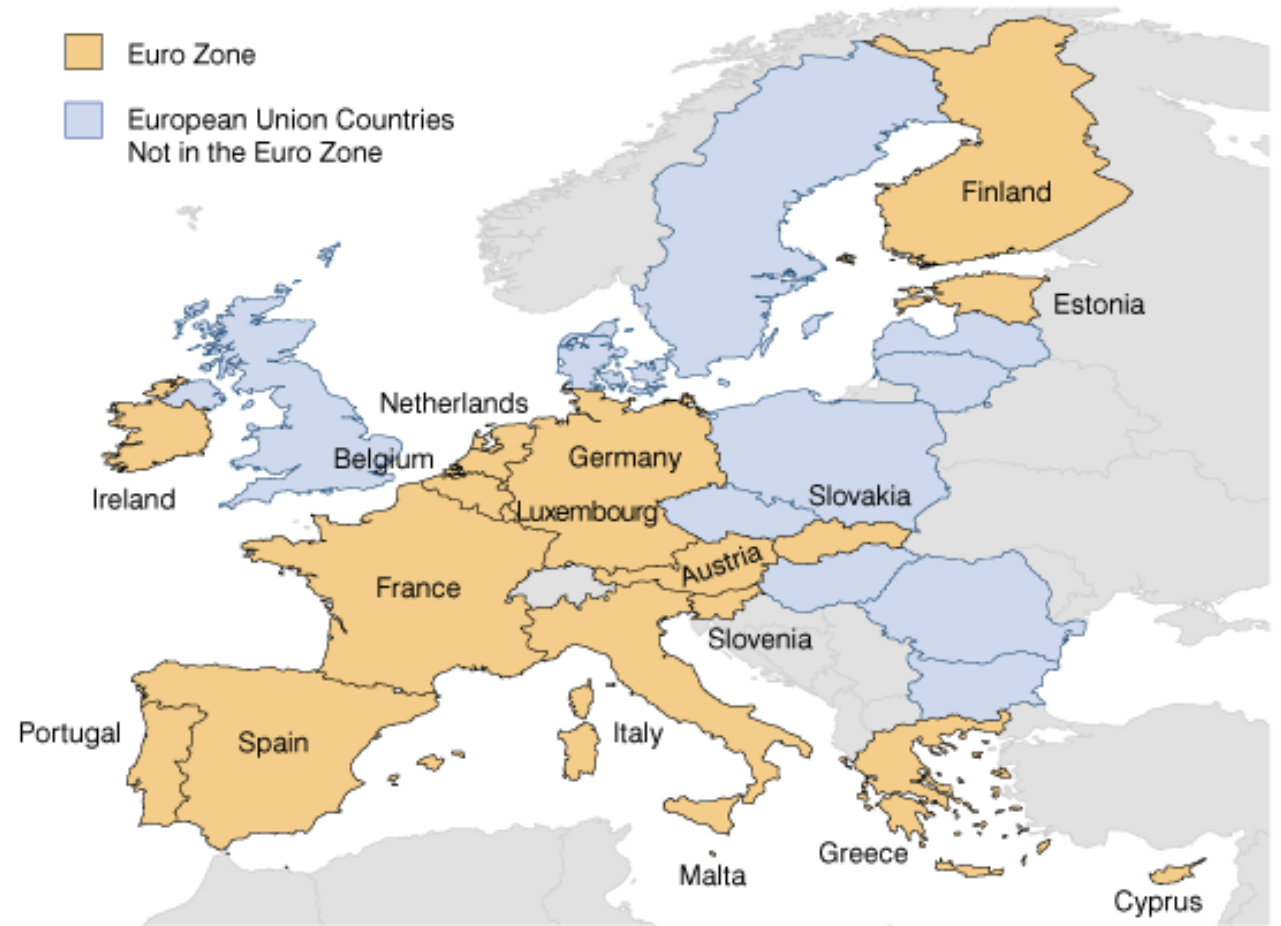 Euro Zone
European Union Countries
Not in the Euro Zone
Finland
Estonia
Netherlands
Belgium
Germany
Ireland
Slovakia
Luxembourg
Austria
France
Slovenia
Portugal
Spain
Italy
Greece
Malta
Cyprus